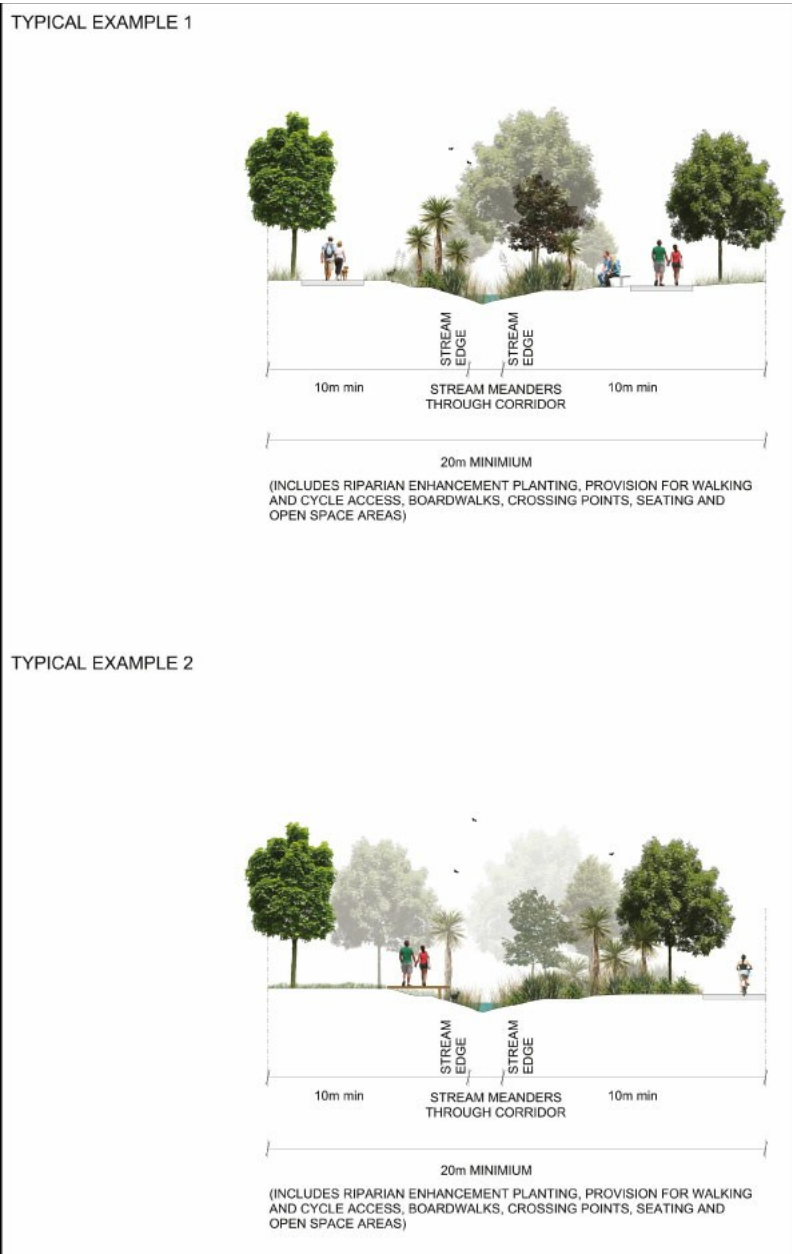 TYPICAL EXAMPLE 1
STREAM
EDGE
STREAM
EDGE
10m min
STREAM MEANDERS
THROUGH CORRIDOR
10m min
20m MINIMIUM
(INCLUDES RIPARIAN ENHANCEMENT PLANTING, PROVISION FOR WALKING
AND CYCLE ACCESS, BOARDWALKS, CROSSING POINTS, SEATING AND
OPEN SPACE AREAS)
TYPICAL EXAMPLE 2
STREAM
EDGE
STREAM
EDGE
10m min
STREAM MEANDERS
THROUGH CORRIDOR
10m min
20m MINIMIUM
(INCLUDES RIPARIAN ENHANCEMENT PLANTING, PROVISION FOR WALKING
AND CYCLE ACCESS, BOARDWALKS, CROSSING POINTS, SEATING AND
OPEN SPACE AREAS)